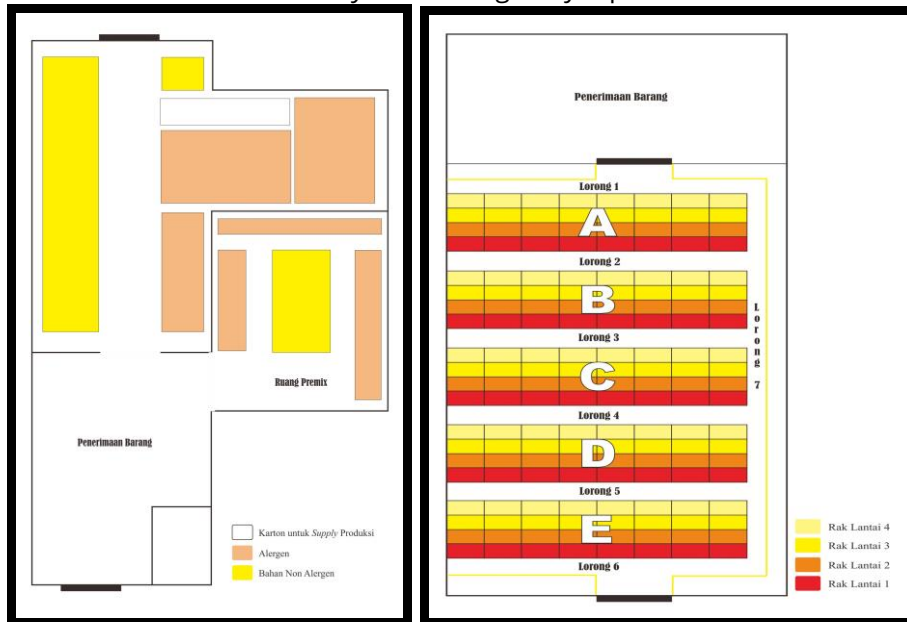 Ruang Premix
Penerimaan Barang
Karton untuk Supply Produksi
Alergen
Bahan Non Alergen
Penerimaan Barang
Lorong 1
A
Lorong 2
B
Lorong 3
C
Lorong 4
D
Lorong 5
E
Lorong 6
Lorong 7
Rak Lantai 4
Rak Lantai 3
Rak Lantai 2
Rak Lantai 1